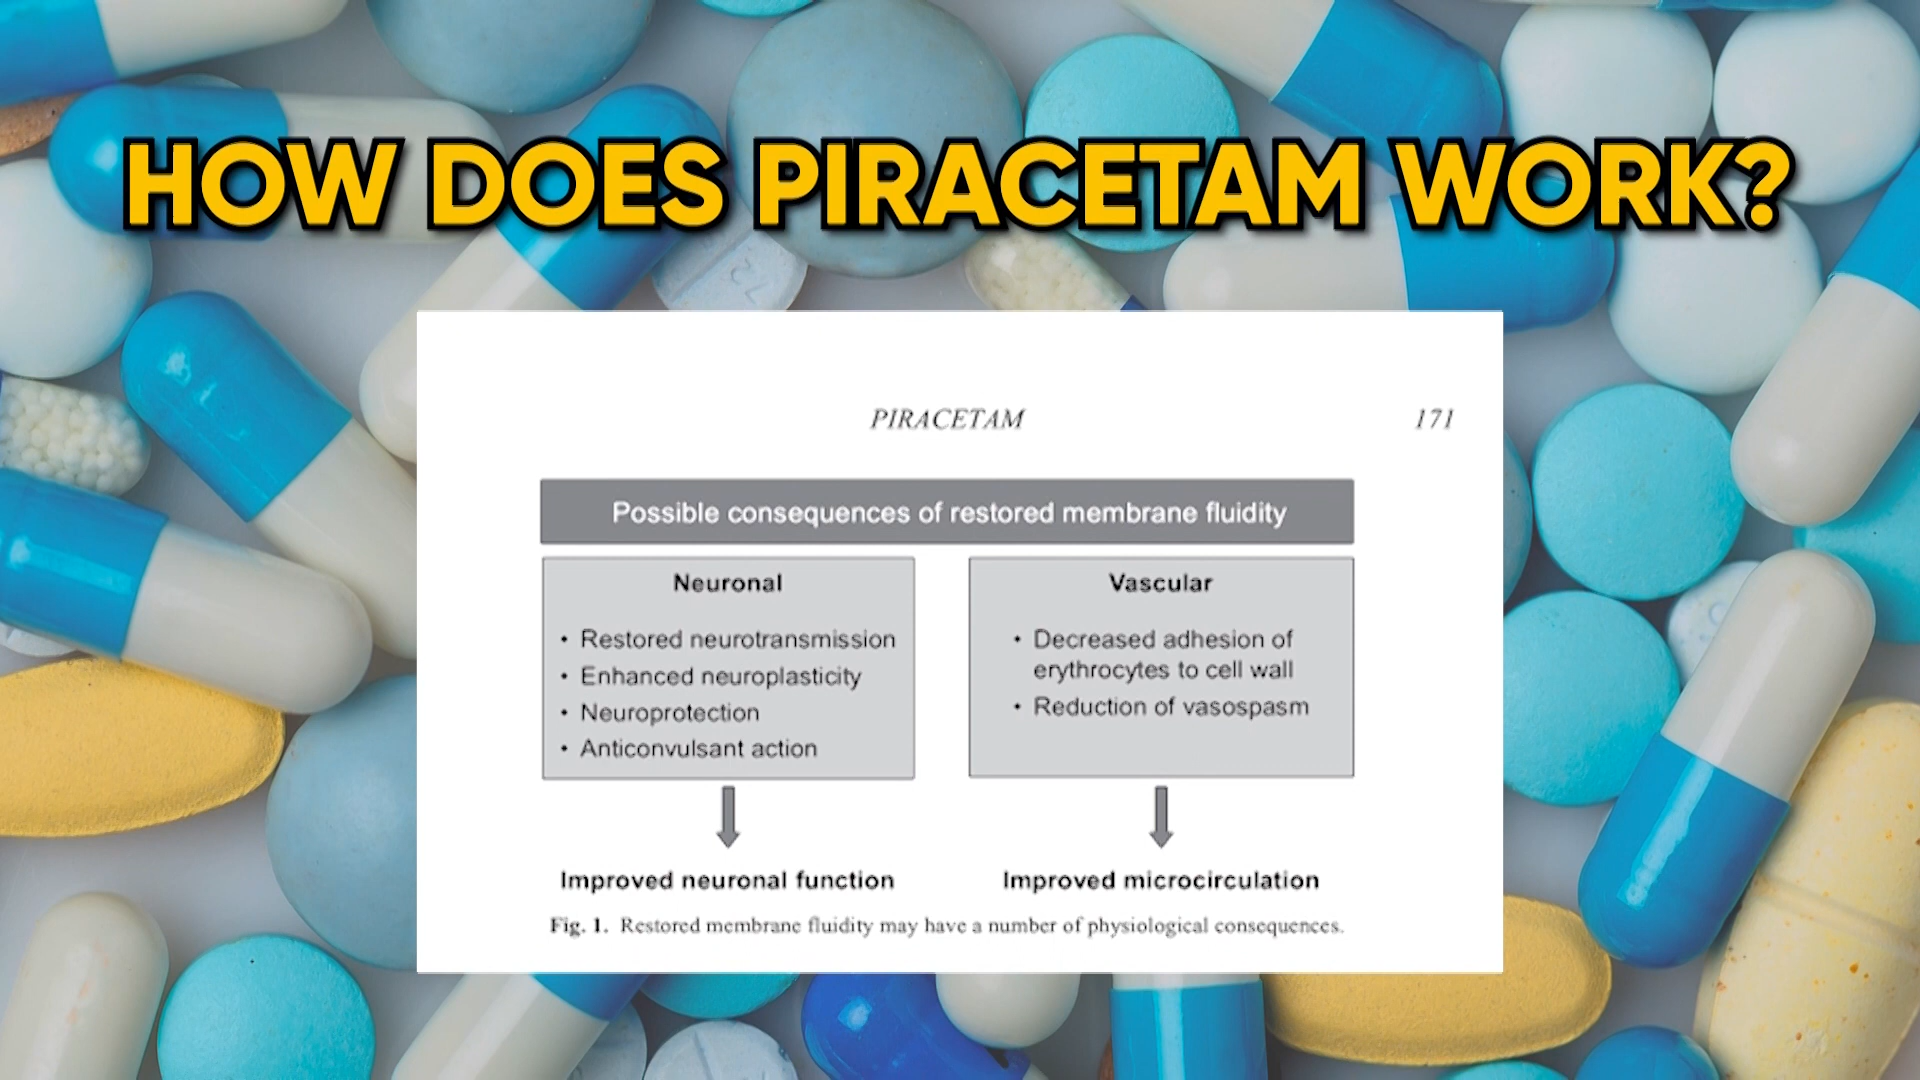 HOW DOES PIRACETAM WORK?
PIRACETAM 171
Possible consequences of restored membrane fluidity
Neuronal
• Restored neurotransmission
• Enhanced neuroplasticity
• Neuroprotection
• Anticonvulsant action
Vascular
• Decreased adhesion of
erythrocytes to cell wall
• Reduction of vasospasm
Improved neuronal function
Improved microcirculation
Fig. 1. Restored membrane fluidity may have a number of physiological consequences.